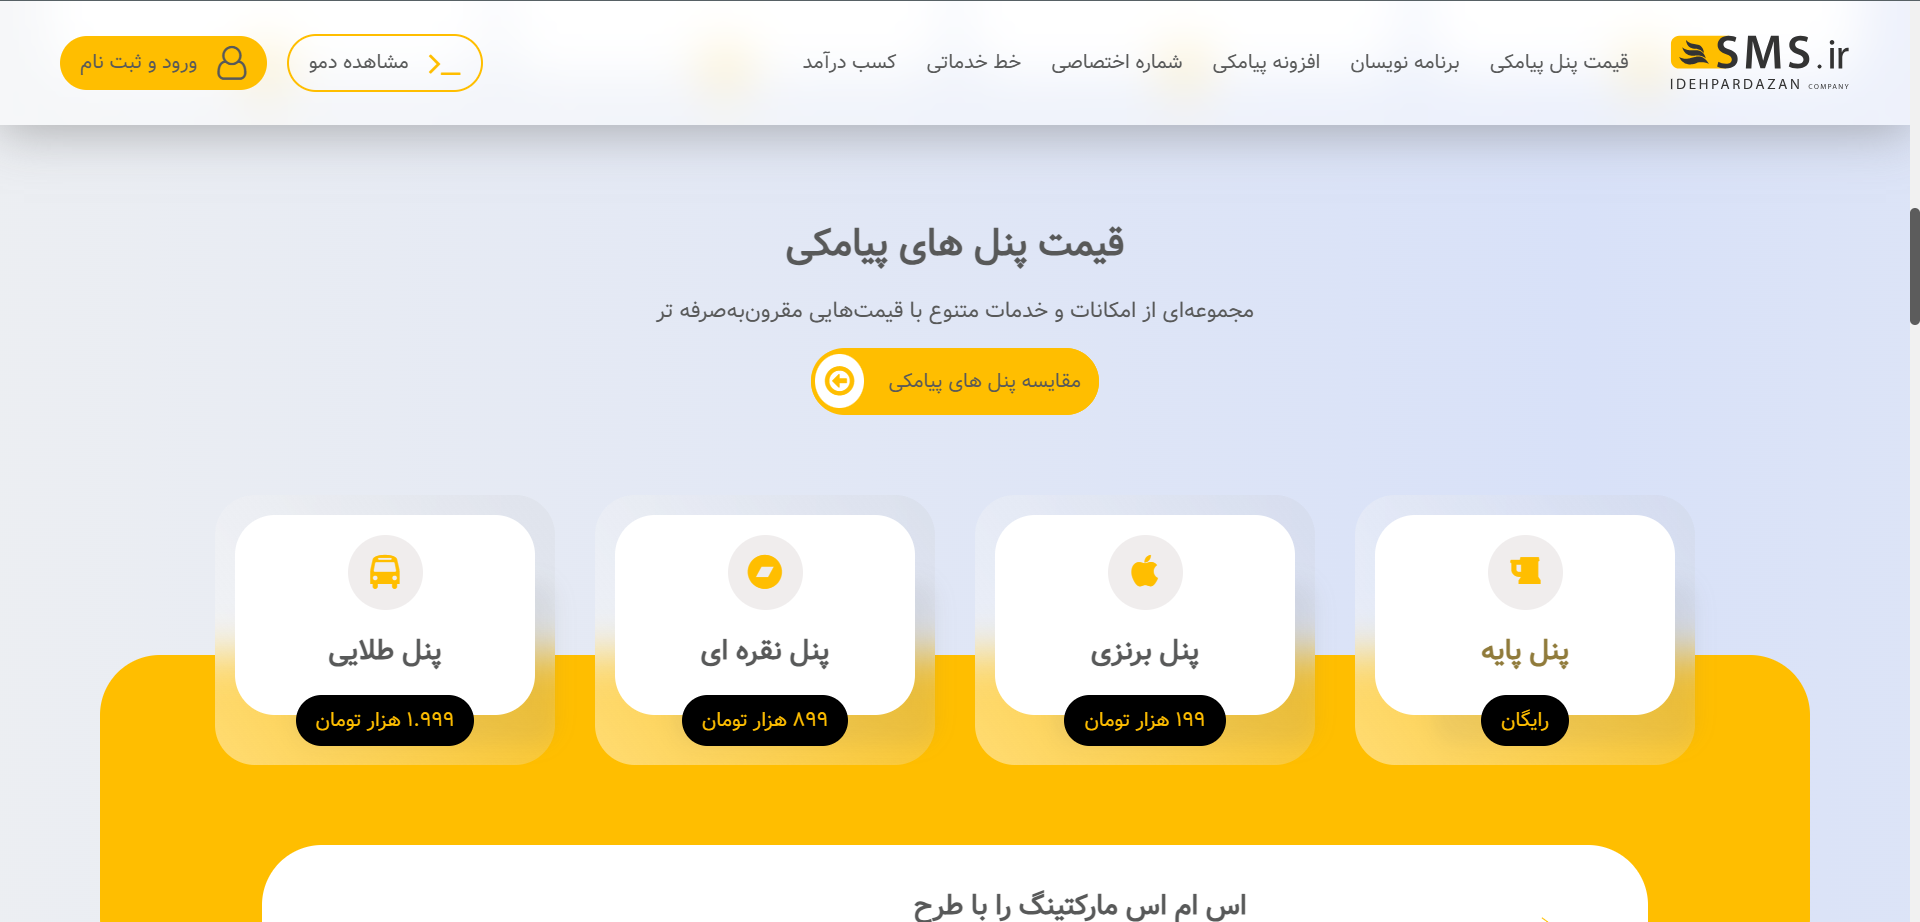 SMS.ir
IDEHPARDAZAN COMPANY
قیمت پنل پیامکی
برنامه نویسان
افزونه پیامکی
شماره اختصاصی
خط خدماتی
کسب درآمد
مشاهده دمو
ورود و ثبت نام
قیمت پنل های پیامکی
مجموعه‌ای از امکانات و خدمات متنوع با قیمت‌هایی مقرون‌به‌صرفه تر
مقایسه پنل های پیامکی
پنل پایه
رایگان
پنل برنزی
۱۹۹ هزار تومان
پنل نقره ای
۸۹۹ هزار تومان
پنل طلایی
۱.۹۹۹ هزار تومان
اس ام اس مارکتینگ را با طرح